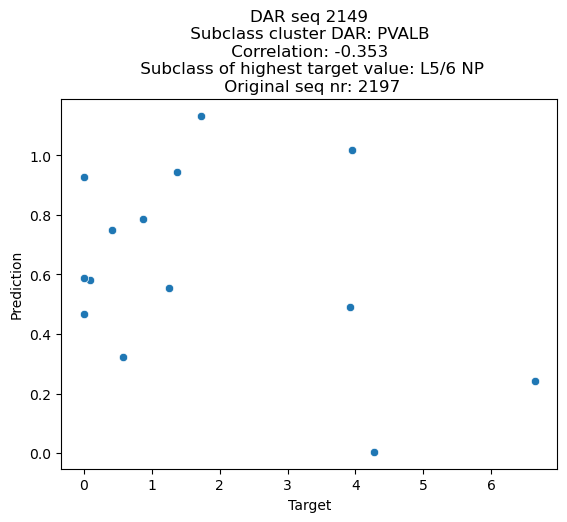 DAR seq 2149
Subclass cluster DAR: PVALB
Correlation: -0.353
Subclass of highest target value: L5/6 NP
Original seq nr: 2197
1.0
0.8
0.6
0.4
0.2
0.0
Prediction
0 1 2 3 4 5 6
Target